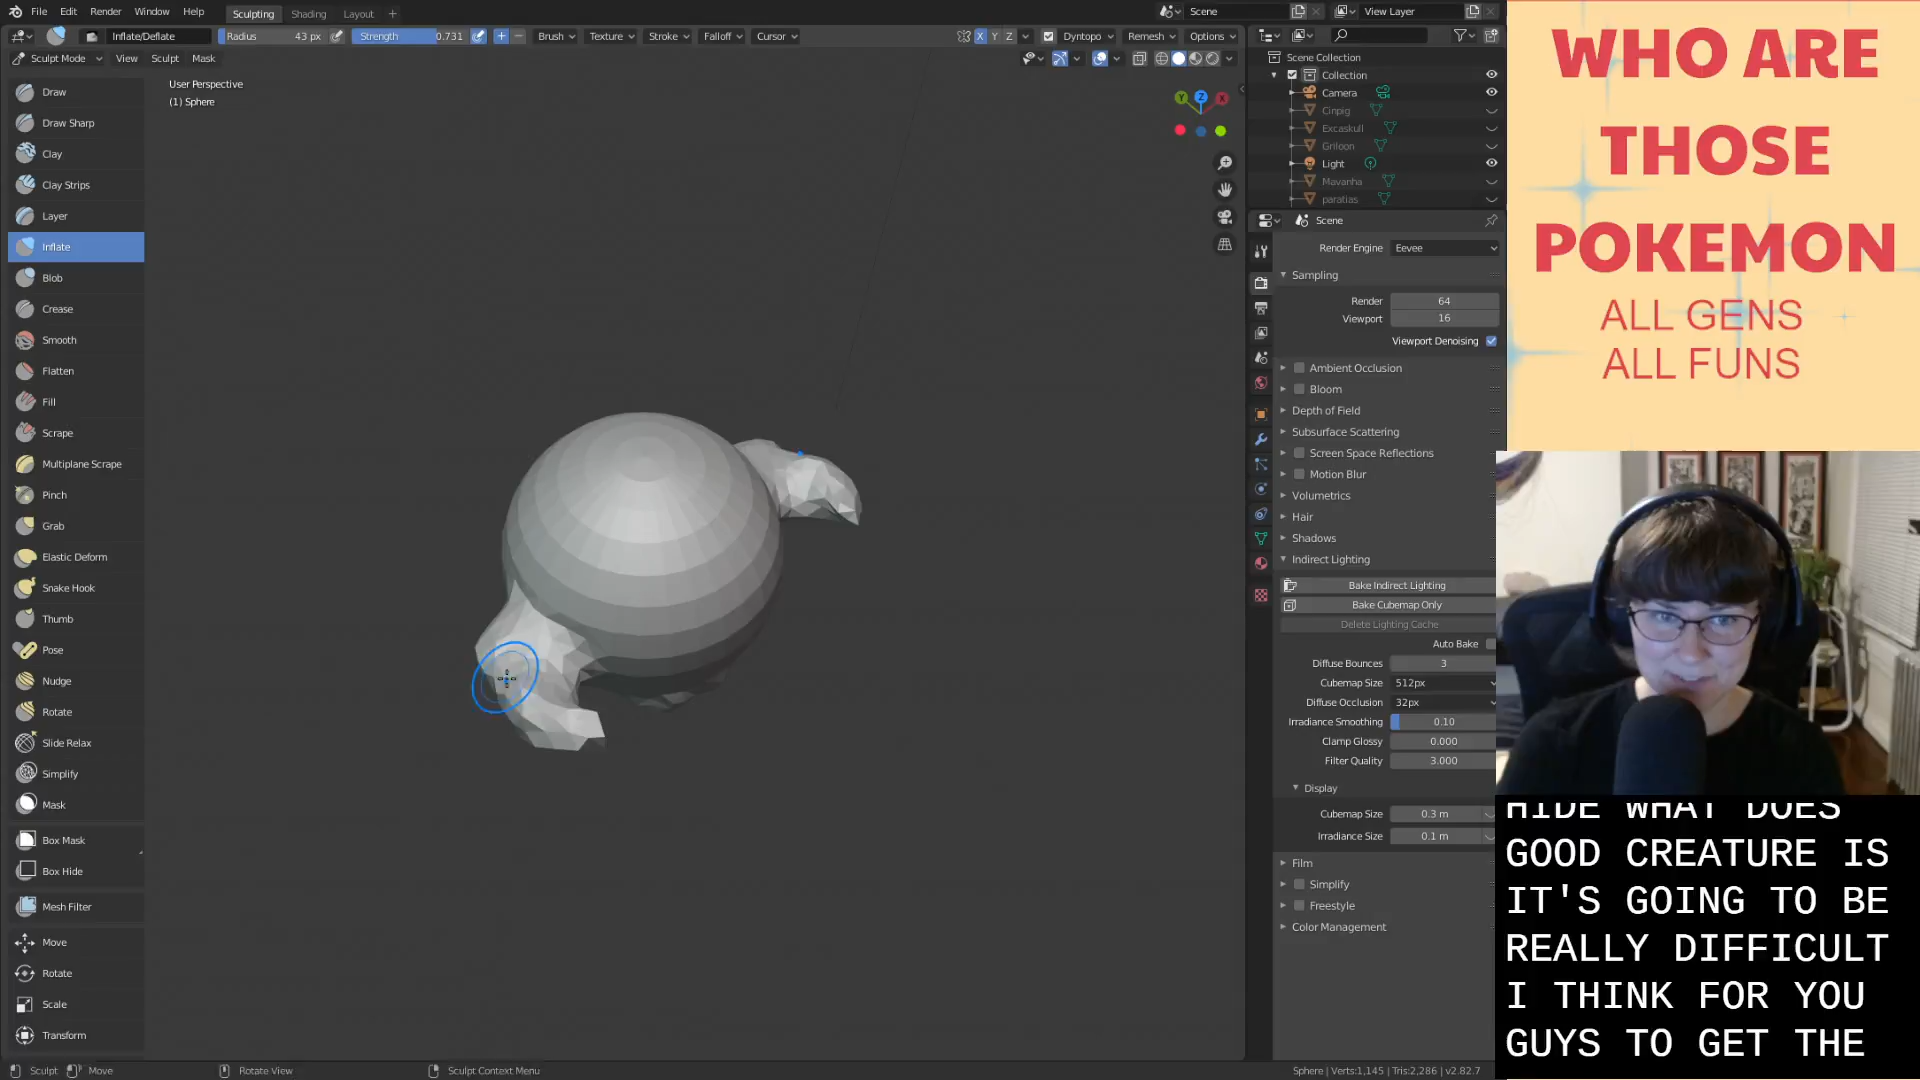 File Edit Render Window Help Sculpting Shading Layout + Scene View Layer
Inflate/Deflate Radius 43 px Strength 0.731 + − Brush Texture Stroke Falloff Cursor X Y Z Dyntopo Remesh Options
Sculpt Mode View Sculpt Mask
User Perspective
(1) Sphere
Draw
Draw Sharp
Clay
Clay Strips
Layer
Inflate
Blob
Crease
Smooth
Flatten
Fill
Scrape
Multiplane Scrape
Pinch
Grab
Elastic Deform
Snake Hook
Thumb
Pose
Nudge
Rotate
Slide Relax
Simplify
Mask
Box Mask
Box Hide
Mesh Filter
Move
Rotate
Scale
Transform
Y Z X
Scene Collection
Collection
Camera
Cinpig
Excaskull
Griloon
Light
Mavanha
paratias
Scene
Render Engine Eevee
Sampling
Render 64
Viewport 16
Viewport Denoising
Ambient Occlusion
Bloom
Depth of Field
Subsurface Scattering
Screen Space Reflections
Motion Blur
Volumetrics
Hair
Shadows
Indirect Lighting
Bake Indirect Lighting
Bake Cubemap Only
Delete Lighting Cache
Auto Bake
Diffuse Bounces 3
Cubemap Size 512px
Diffuse Occlusion 32px
Irradiance Smoothing 0.10
Clamp Glossy 0.000
Filter Quality 3.000
Display
Cubemap Size 0.3 m
Irradiance Size 0.1 m
Film
Simplify
Freestyle
Color Management
WHO ARE
THOSE
POKEMON
ALL GENS
ALL FUNS
HIDE WHAT DOES
GOOD CREATURE IS
IT'S GOING TO BE
REALLY DIFFICULT
I THINK FOR YOU
GUYS TO GET THE
Sculpt Move Rotate View Sculpt Context Menu Sphere | Verts:1,145 | Tris:2,286 | v2.82.7